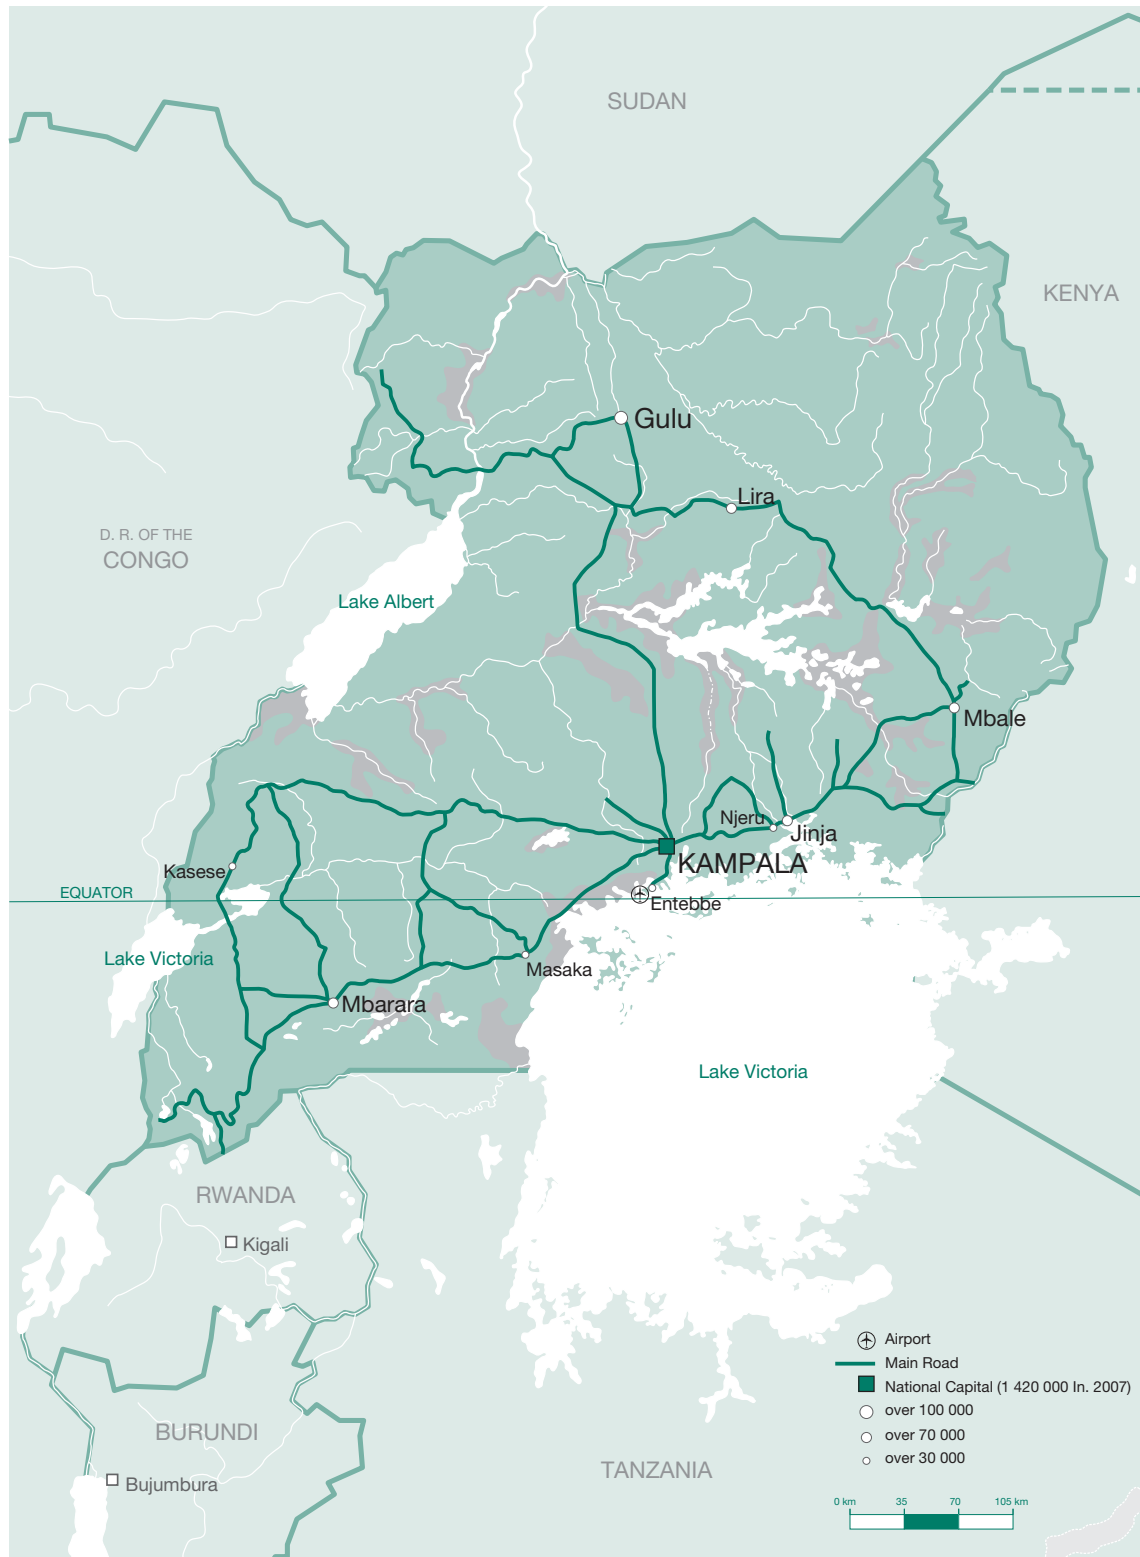 SUDAN
KENYA
Gulu
Lira
D. R. OF THE
CONGO
Lake Albert
Mbale
Njeru
Jinja
KAMPALA
Kasese
EQUATOR
Entebbe
Lake Victoria
Masaka
Mbarara
Lake Victoria
RWANDA
Kigali
Airport
Main Road
National Capital (1 420 000 In. 2007)
over 100 000
BURUNDI
over 70 000
over 30 000
TANZANIA
Bujumbura
0 km 35 70 105 km